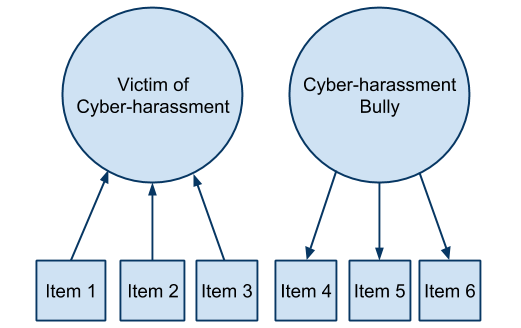 Victim of
Cyber-harassment
Cyber-harassment
Bully
Item 1
Item 2
Item 3
Item 4
Item 5
Item 6